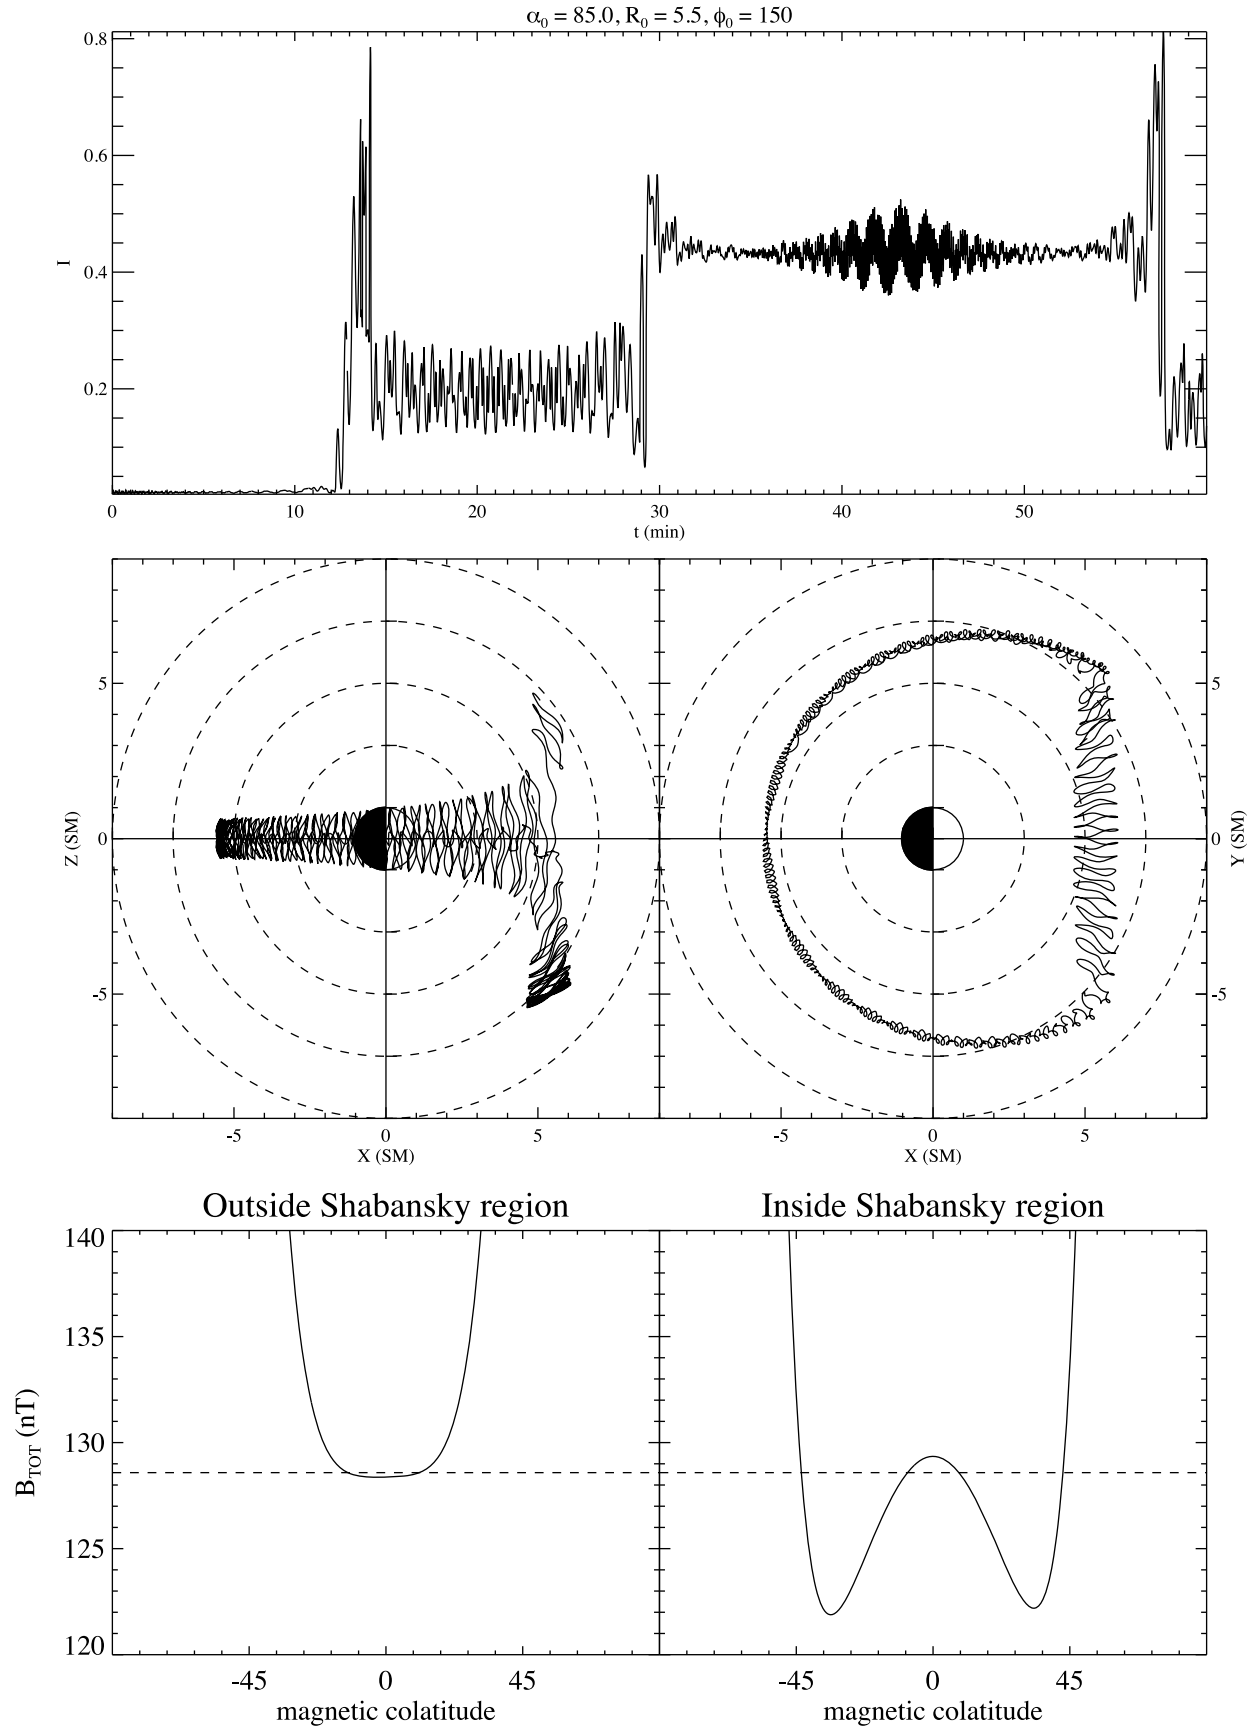 α₀ = 85.0, R₀ = 5.5, ϕ₀ = 150
0.8
0.6
I
0.4
0.2
0 10 20 30 40 50
t (min)
5 5
Z (SM) 0 0 Y (SM)
-5 -5
-5 0 5 -5 0 5
X (SM) X (SM)
Outside Shabansky region Inside Shabansky region
140
135
B_TOT (nT)
130
125
120
-45 0 45 -45 0 45
magnetic colatitude magnetic colatitude